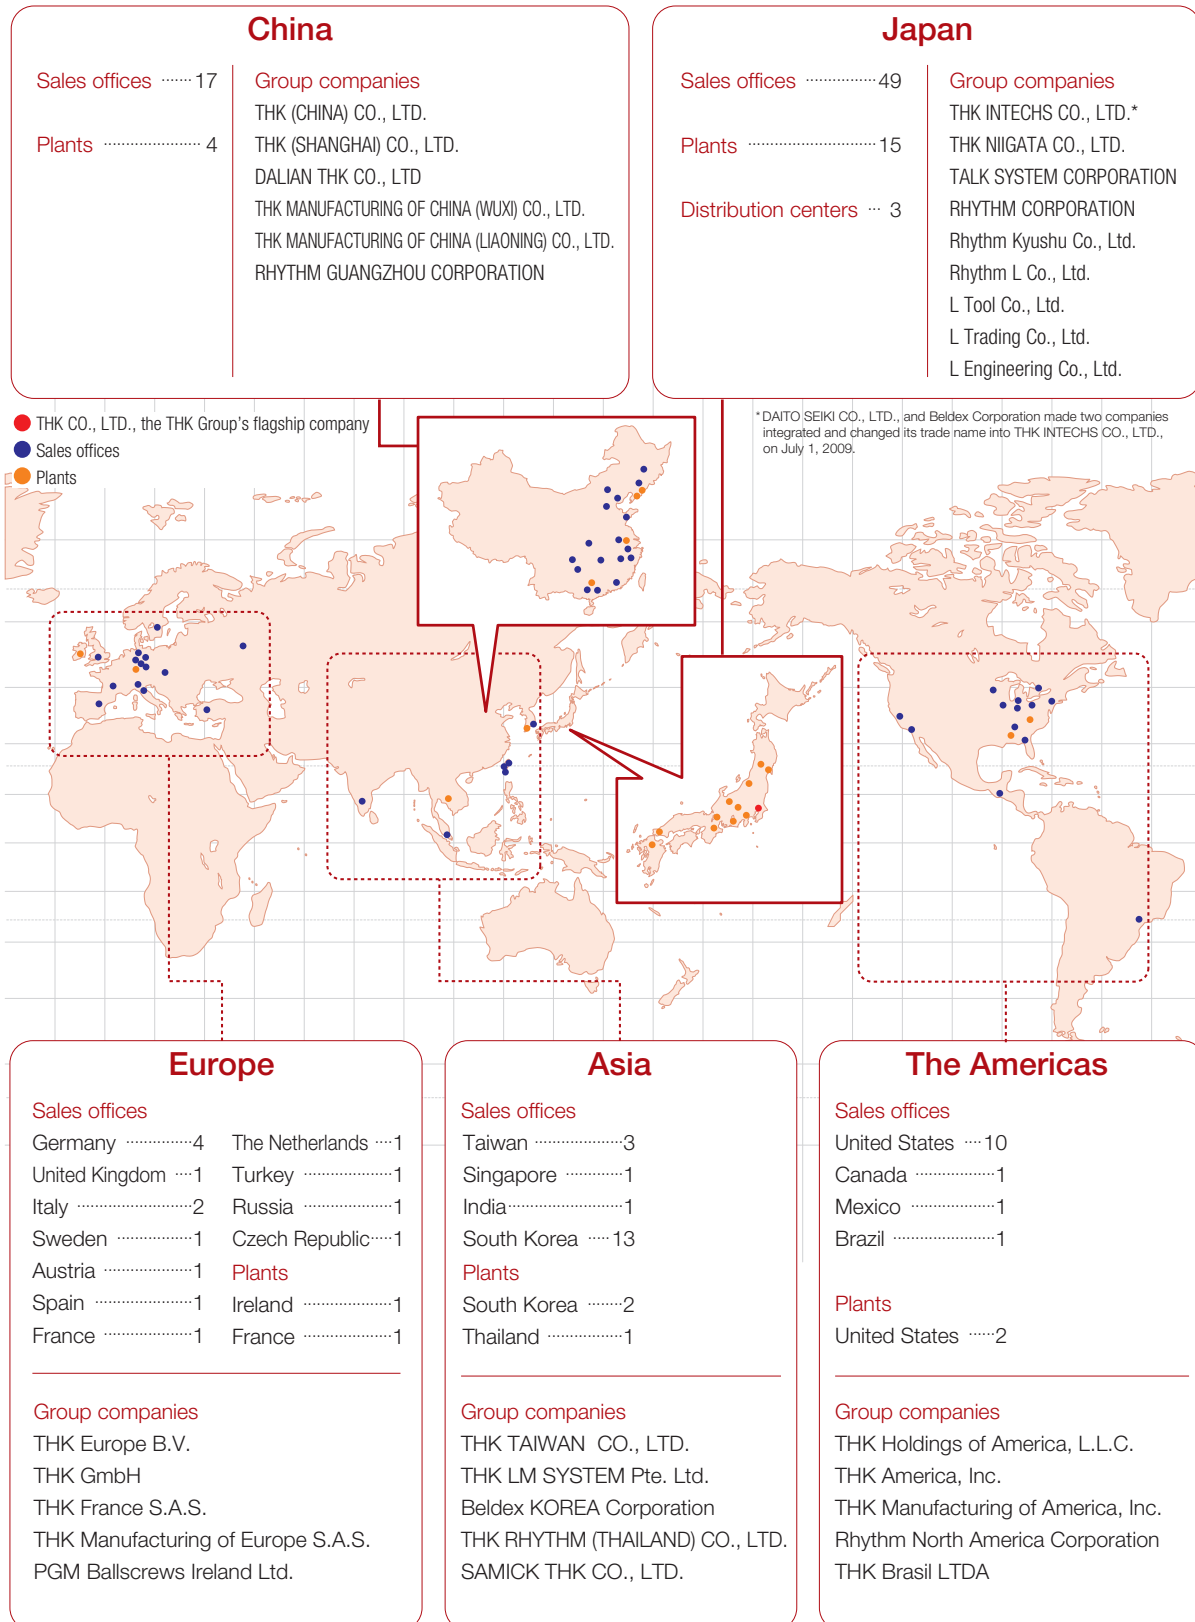 China
Sales offices ······· 17
Plants ····················· 4
Group companies
THK (CHINA) CO., LTD.
THK (SHANGHAI) CO., LTD.
DALIAN THK CO., LTD
THK MANUFACTURING OF CHINA (WUXI) CO., LTD.
THK MANUFACTURING OF CHINA (LIAONING) CO., LTD.
RHYTHM GUANGZHOU CORPORATION
Japan
Sales offices ················ 49
Plants ····························· 15
Distribution centers ··· 3
Group companies
THK INTECHS CO., LTD.*
THK NIIGATA CO., LTD.
TALK SYSTEM CORPORATION
RHYTHM CORPORATION
Rhythm Kyushu Co., Ltd.
Rhythm L Co., Ltd.
L Tool Co., Ltd.
L Trading Co., Ltd.
L Engineering Co., Ltd.
THK CO., LTD., the THK Group's flagship company
Sales offices
Plants
* DAITO SEIKI CO., LTD., and Beldex Corporation made two companies
integrated and changed its trade name into THK INTECHS CO., LTD.,
on July 1, 2009.
Europe
Sales offices
Germany ··············· 4
United Kingdom ···· 1
Italy ·························· 2
Sweden ················· 1
Austria ···················· 1
Spain ······················ 1
France ···················· 1
The Netherlands ···· 1
Turkey ···················· 1
Russia ···················· 1
Czech Republic ····· 1
Plants
Ireland ···················· 1
France ···················· 1
Group companies
THK Europe B.V.
THK GmbH
THK France S.A.S.
THK Manufacturing of Europe S.A.S.
PGM Ballscrews Ireland Ltd.
Asia
Sales offices
Taiwan ···················· 3
Singapore ·············· 1
India ························· 1
South Korea ····· 13
Plants
South Korea ········ 2
Thailand ················· 1
Group companies
THK TAIWAN CO., LTD.
THK LM SYSTEM Pte. Ltd.
Beldex KOREA Corporation
THK RHYTHM (THAILAND) CO., LTD.
SAMICK THK CO., LTD.
The Americas
Sales offices
United States ···· 10
Canada ···················· 1
Mexico ····················· 1
Brazil ······················· 1
Plants
United States ······ 2
Group companies
THK Holdings of America, L.L.C.
THK America, Inc.
THK Manufacturing of America, Inc.
Rhythm North America Corporation
THK Brasil LTDA